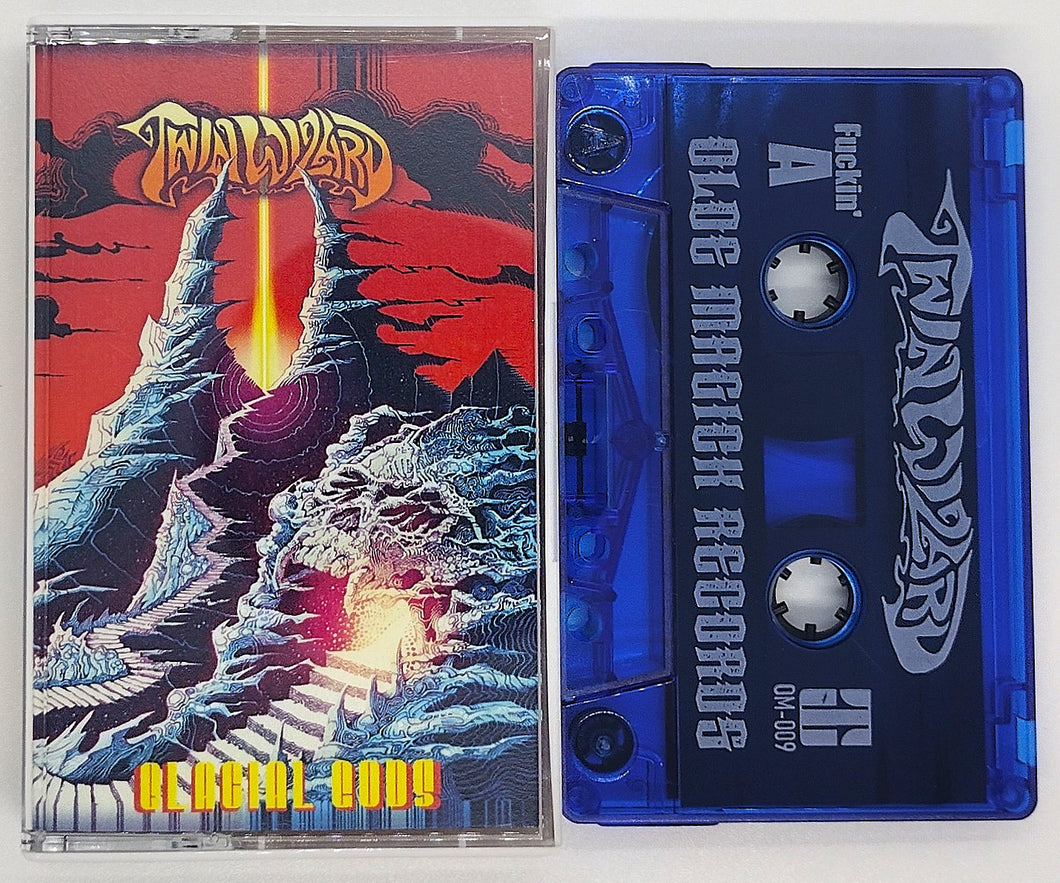 TWIN WIZARD
GLACIAL GODS
TWIN WIZARD
Fuckin'
A
OLDE MAGICK RECORDS
OM-009
A